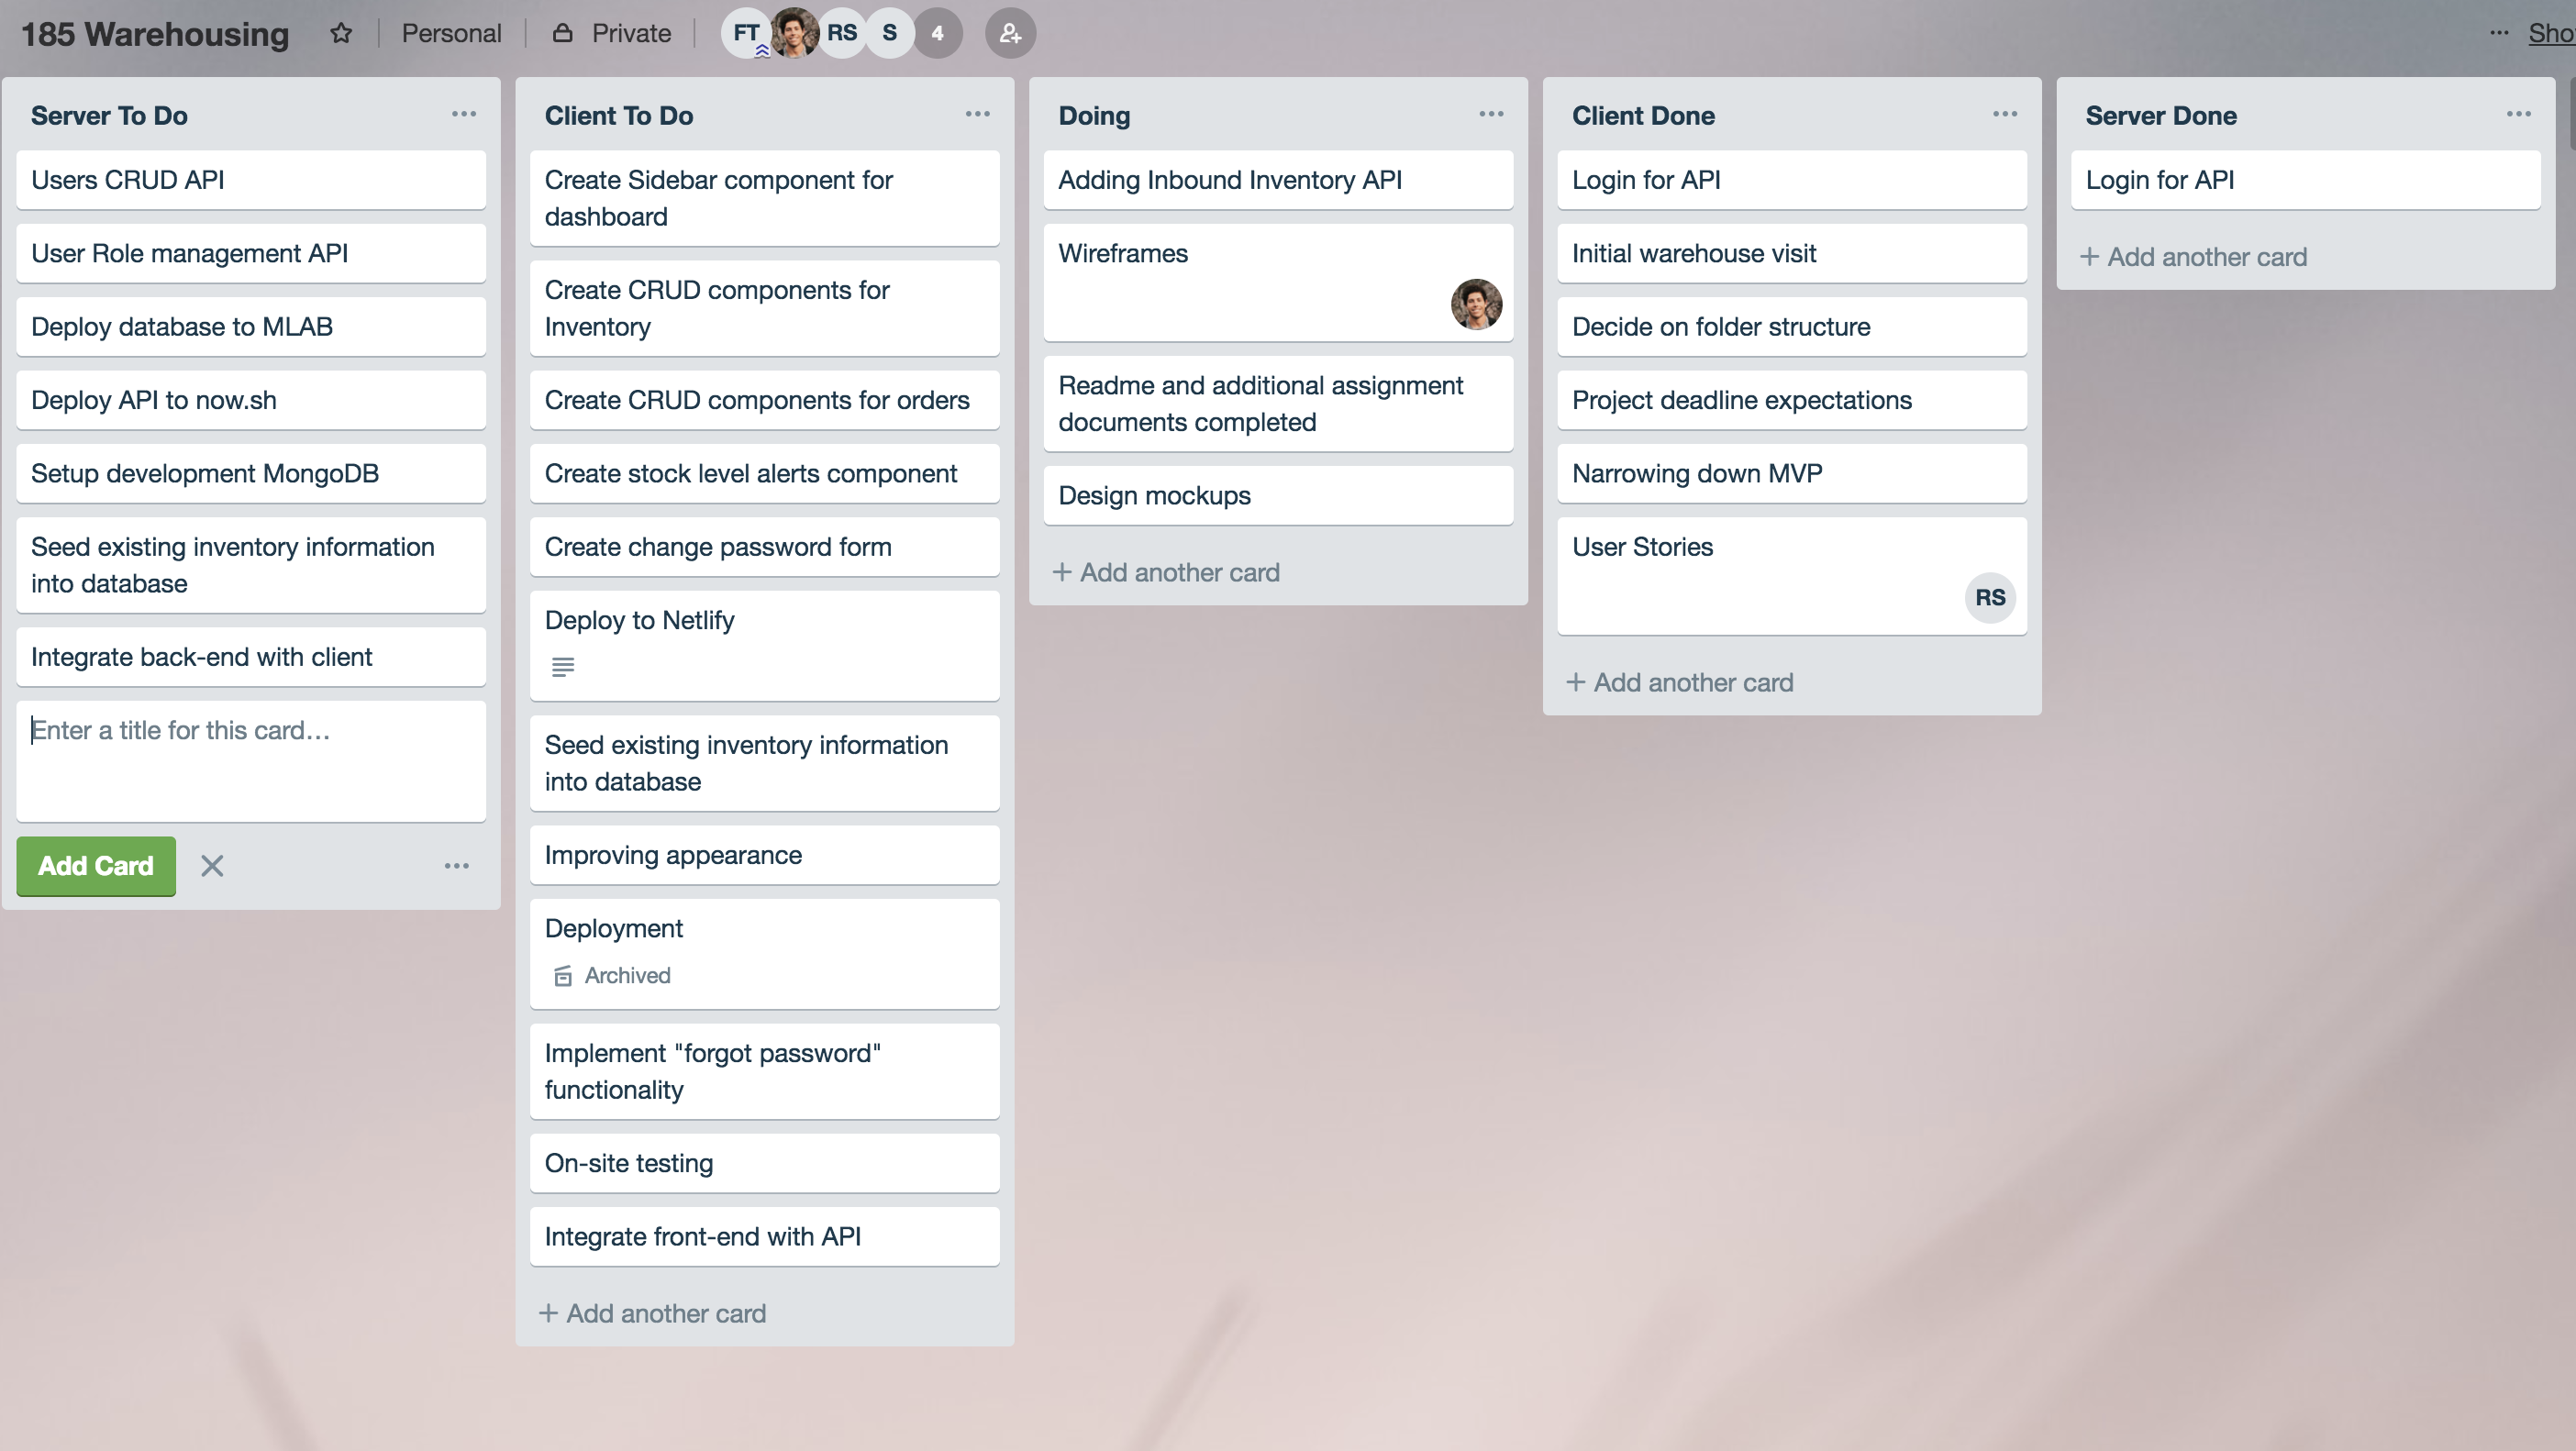 185 Warehousing
Personal
Private
FT
RS
S
4
...
Server To Do
Users CRUD API
User Role management API
Deploy database to MLAB
Deploy API to now.sh
Setup development MongoDB
Seed existing inventory information
into database
Integrate back-end with client
Enter a title for this card...
Add Card
Client To Do
Create Sidebar component for
dashboard
Create CRUD components for
Inventory
Create CRUD components for orders
Create stock level alerts component
Create change password form
Deploy to Netlify
Seed existing inventory information
into database
Improving appearance
Deployment
Archived
Implement "forgot password"
functionality
On-site testing
Integrate front-end with API
+ Add another card
Doing
Adding Inbound Inventory API
Wireframes
Readme and additional assignment
documents completed
Design mockups
+ Add another card
Client Done
Login for API
Initial warehouse visit
Decide on folder structure
Project deadline expectations
Narrowing down MVP
User Stories
RS
+ Add another card
Server Done
Login for API
+ Add another card